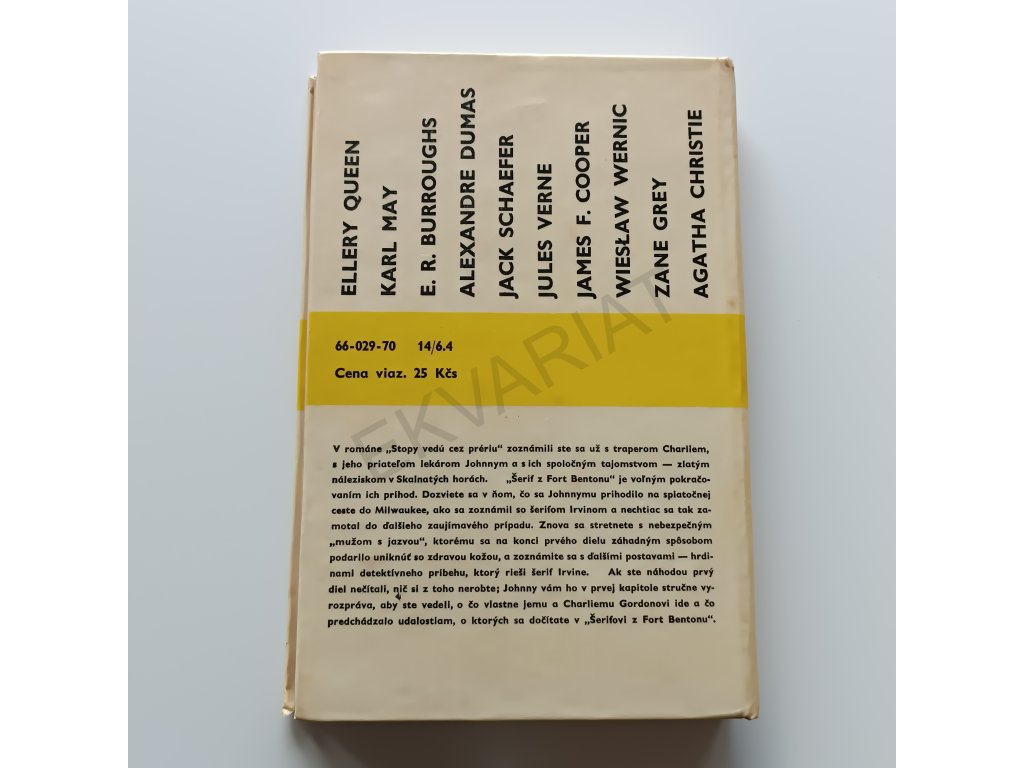 ELLERY QUEEN
KARL MAY
E. R. BURROUGHS
ALEXANDRE DUMAS
JACK SCHAEFER
JULES VERNE
JAMES F. COOPER
WIESŁAW WERNIC
ZANE GREY
AGATHA CHRISTIE
66-029-70 14/6.4
Cena viaz. 25 Kčs
EKVARIAT
V románe „Stopy vedú cez prériu“ zoznámili ste sa už s traperom Charliem,
s jeho priateľom lekárom Johnnym a s ich spoločným tajomstvom — zlatým
náleziskom v Skalnatých horách. „Šerif z Fort Bentonu“ je voľným pokračo-
vaním ich príhod. Dozviete sa v ňom, čo sa Johnnymu prihodilo na spiatočnej
ceste do Milwaukee, ako sa zoznámil so šerifom Irvinom a nechtiac sa tak za-
motal do ďalšieho zaujímavého prípadu. Znova sa stretnete s nebezpečným
„mužom s jazvou“, ktorému sa na konci prvého dielu záhadným spôsobom
podarilo uniknúť so zdravou kožou, a zoznámite sa s ďalšími postavami — hrdi-
nami detektívneho príbehu, ktorý rieši šerif Irvine. Ak ste náhodou prvý
diel nečítali, nič si z toho nerobte; Johnny vám ho v prvej kapitole stručne vy-
rozpráva, aby ste vedeli, o čo vlastne jemu a Charliemu Gordonovi ide a čo
predchádzalo udalostiam, o ktorých sa dočítate v „Šerifovi z Fort Bentonu“.